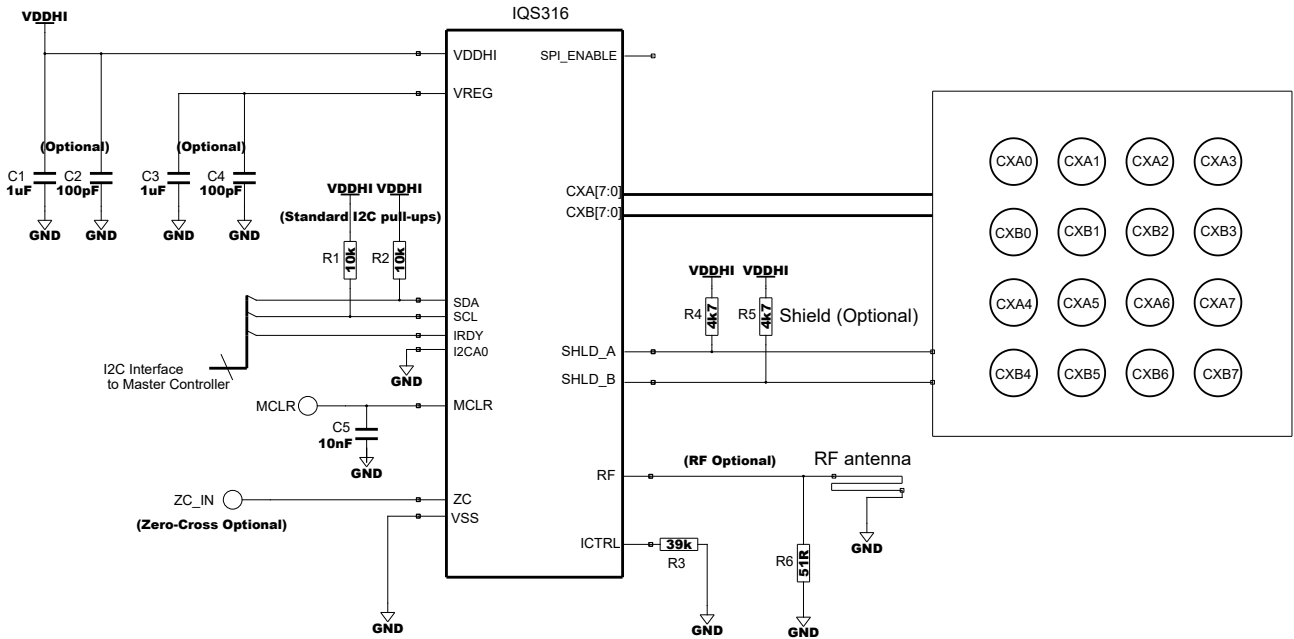 IQS316
VDDHI
VDDHI
SPI_ENABLE
VREG
(Optional)
(Optional)
C1
1uF
C2
100pF
C3
1uF
C4
100pF
GND
GND
GND
GND
VDDHI
VDDHI
(Standard I2C pull-ups)
R1
10k
R2
10k
SDA
SCL
IRDY
I2CA0
GND
I2C Interface
to Master Controller
MCLR
MCLR
C5
10nF
GND
ZC_IN
ZC
(Zero-Cross Optional)
VSS
GND
CXA[7:0]
CXB[7:0]
VDDHI
VDDHI
R4
4k7
R5
4k7
Shield (Optional)
SHLD_A
SHLD_B
RF
(RF Optional)
RF antenna
GND
ICTRL
39k
R3
GND
R6
51R
GND
CXA0 CXA1 CXA2 CXA3
CXB0 CXB1 CXB2 CXB3
CXA4 CXA5 CXA6 CXA7
CXB4 CXB5 CXB6 CXB7